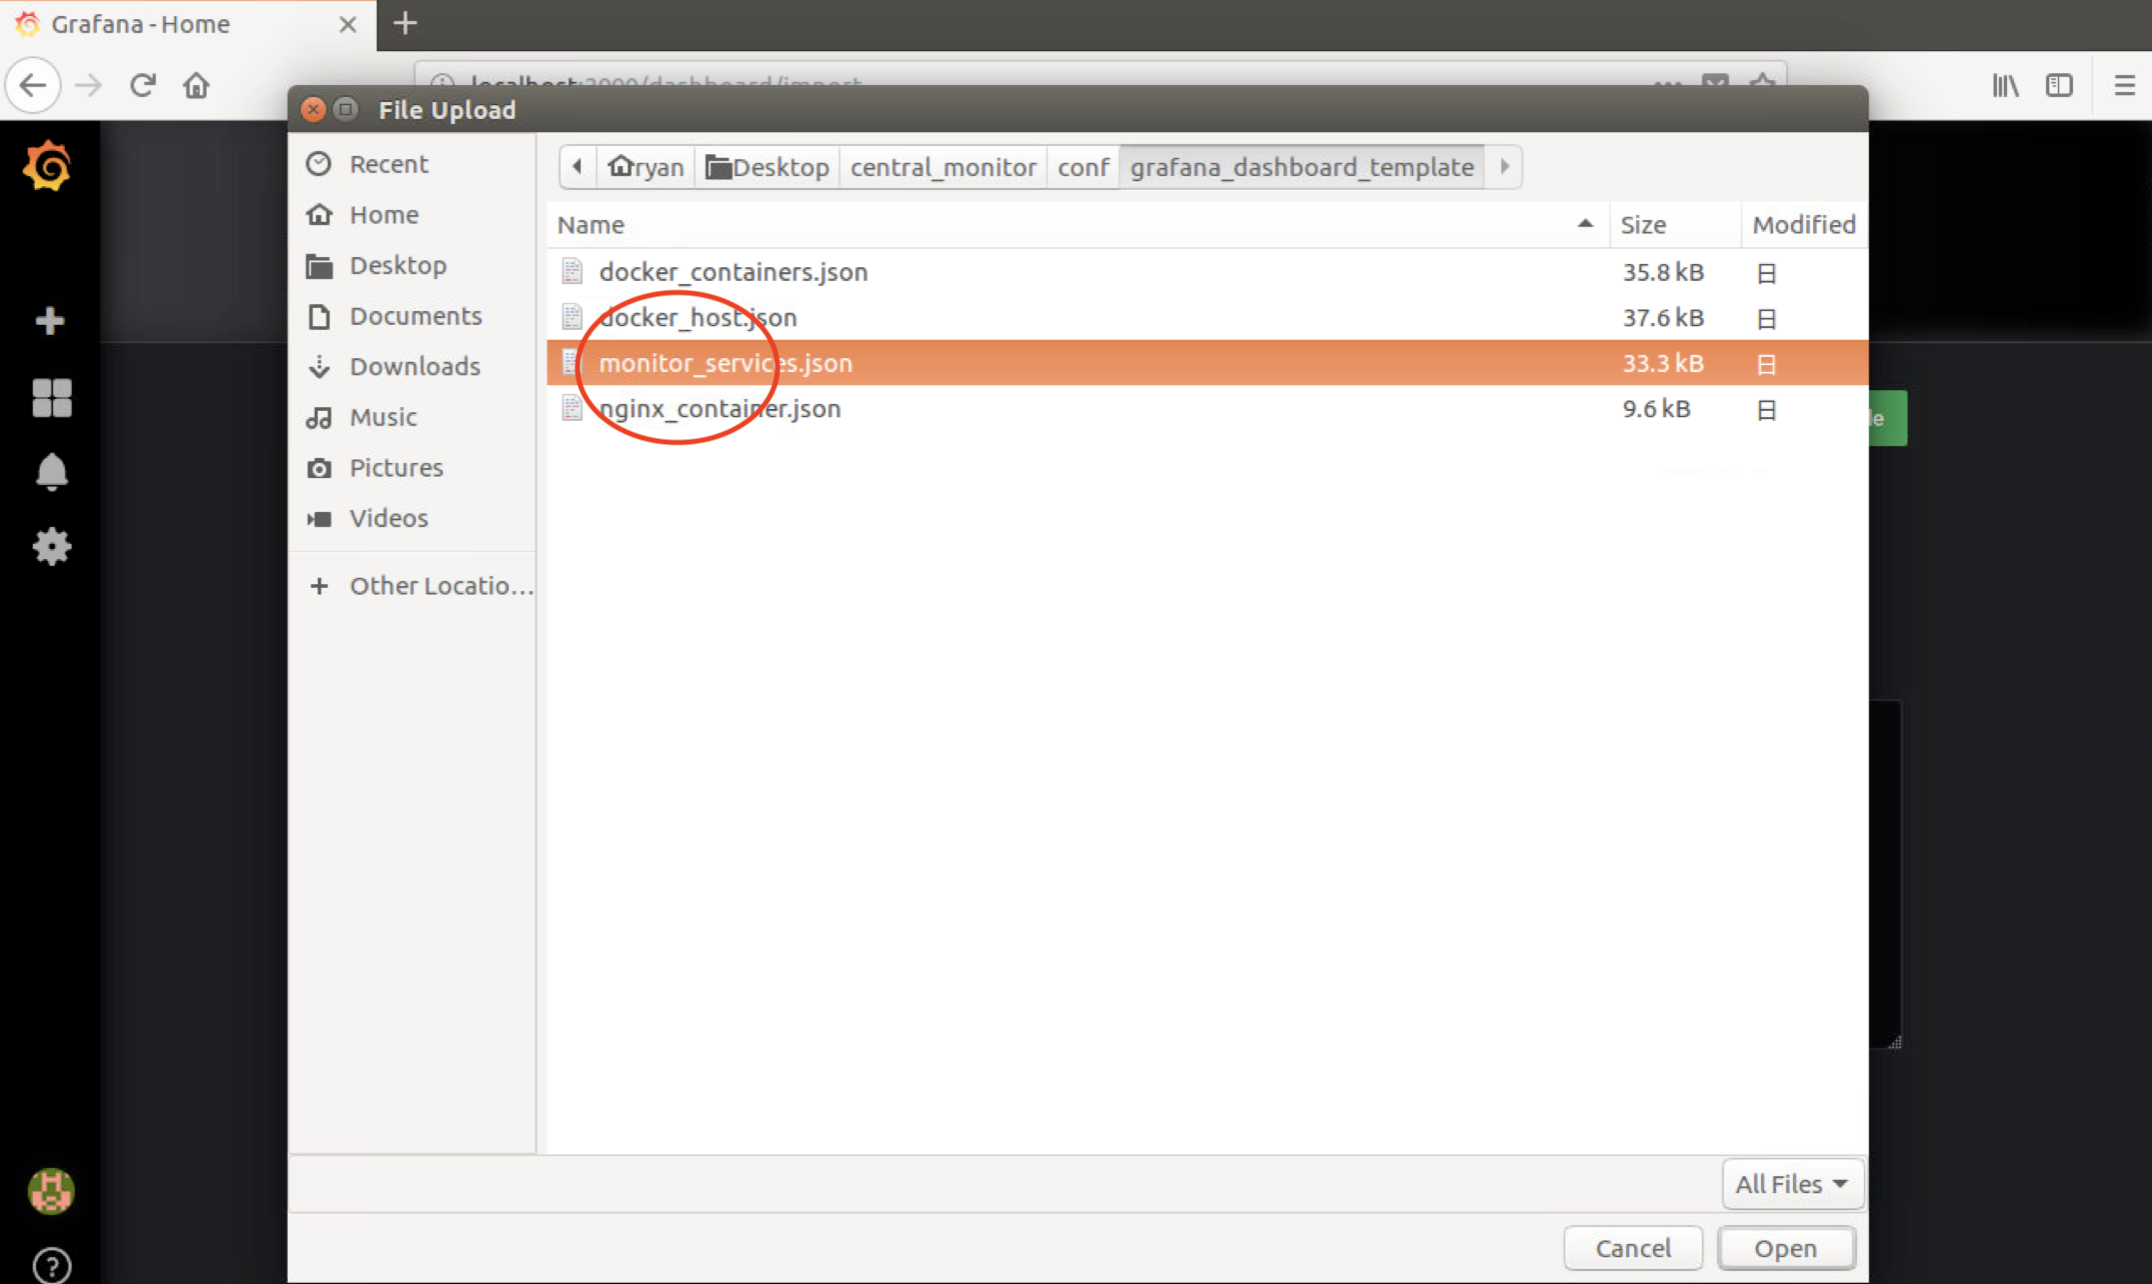 Grafana - Home
localhost:3000/dashboard/import
File Upload
Recent
Home
Desktop
Documents
Downloads
Music
Pictures
Videos
Other Locatio...
ryan Desktop central_monitor conf grafana_dashboard_template
Name Size Modified
docker_containers.json 35.8 kB 日
docker_host.json 37.6 kB 日
monitor_services.json 33.3 kB 日
nginx_container.json 9.6 kB 日
le
All Files
Cancel Open